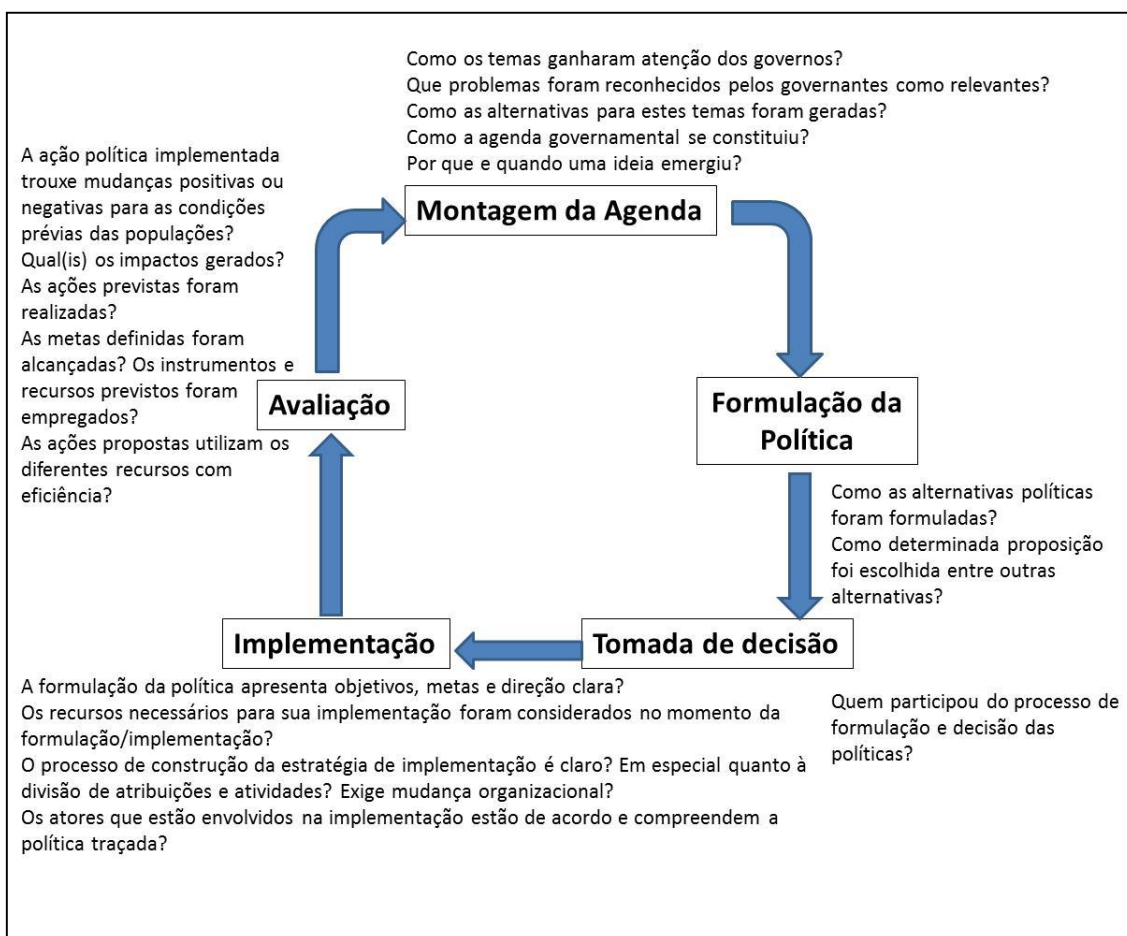 Como os temas ganharam atenção dos governos?
Que problemas foram reconhecidos pelos governantes como relevantes?
Como as alternativas para estes temas foram geradas?
Como a agenda governamental se constituiu?
Por que e quando uma ideia emergiu?
Montagem da Agenda
Formulação da
Política
Como as alternativas políticas
foram formuladas?
Como determinada proposição
foi escolhida entre outras
alternativas?
Tomada de decisão
Quem participou do processo de
formulação e decisão das
políticas?
Implementação
A formulação da política apresenta objetivos, metas e direção clara?
Os recursos necessários para sua implementação foram considerados no momento da
formulação/implementação?
O processo de construção da estratégia de implementação é claro? Em especial quanto à
divisão de atribuições e atividades? Exige mudança organizacional?
Os atores que estão envolvidos na implementação estão de acordo e compreendem a
política traçada?
Avaliação
A ação política implementada
trouxe mudanças positivas ou
negativas para as condições
prévias das populações?
Qual(is) os impactos gerados?
As ações previstas foram
realizadas?
As metas definidas foram
alcançadas? Os instrumentos e
recursos previstos foram
empregados?
As ações propostas utilizam os
diferentes recursos com
eficiência?